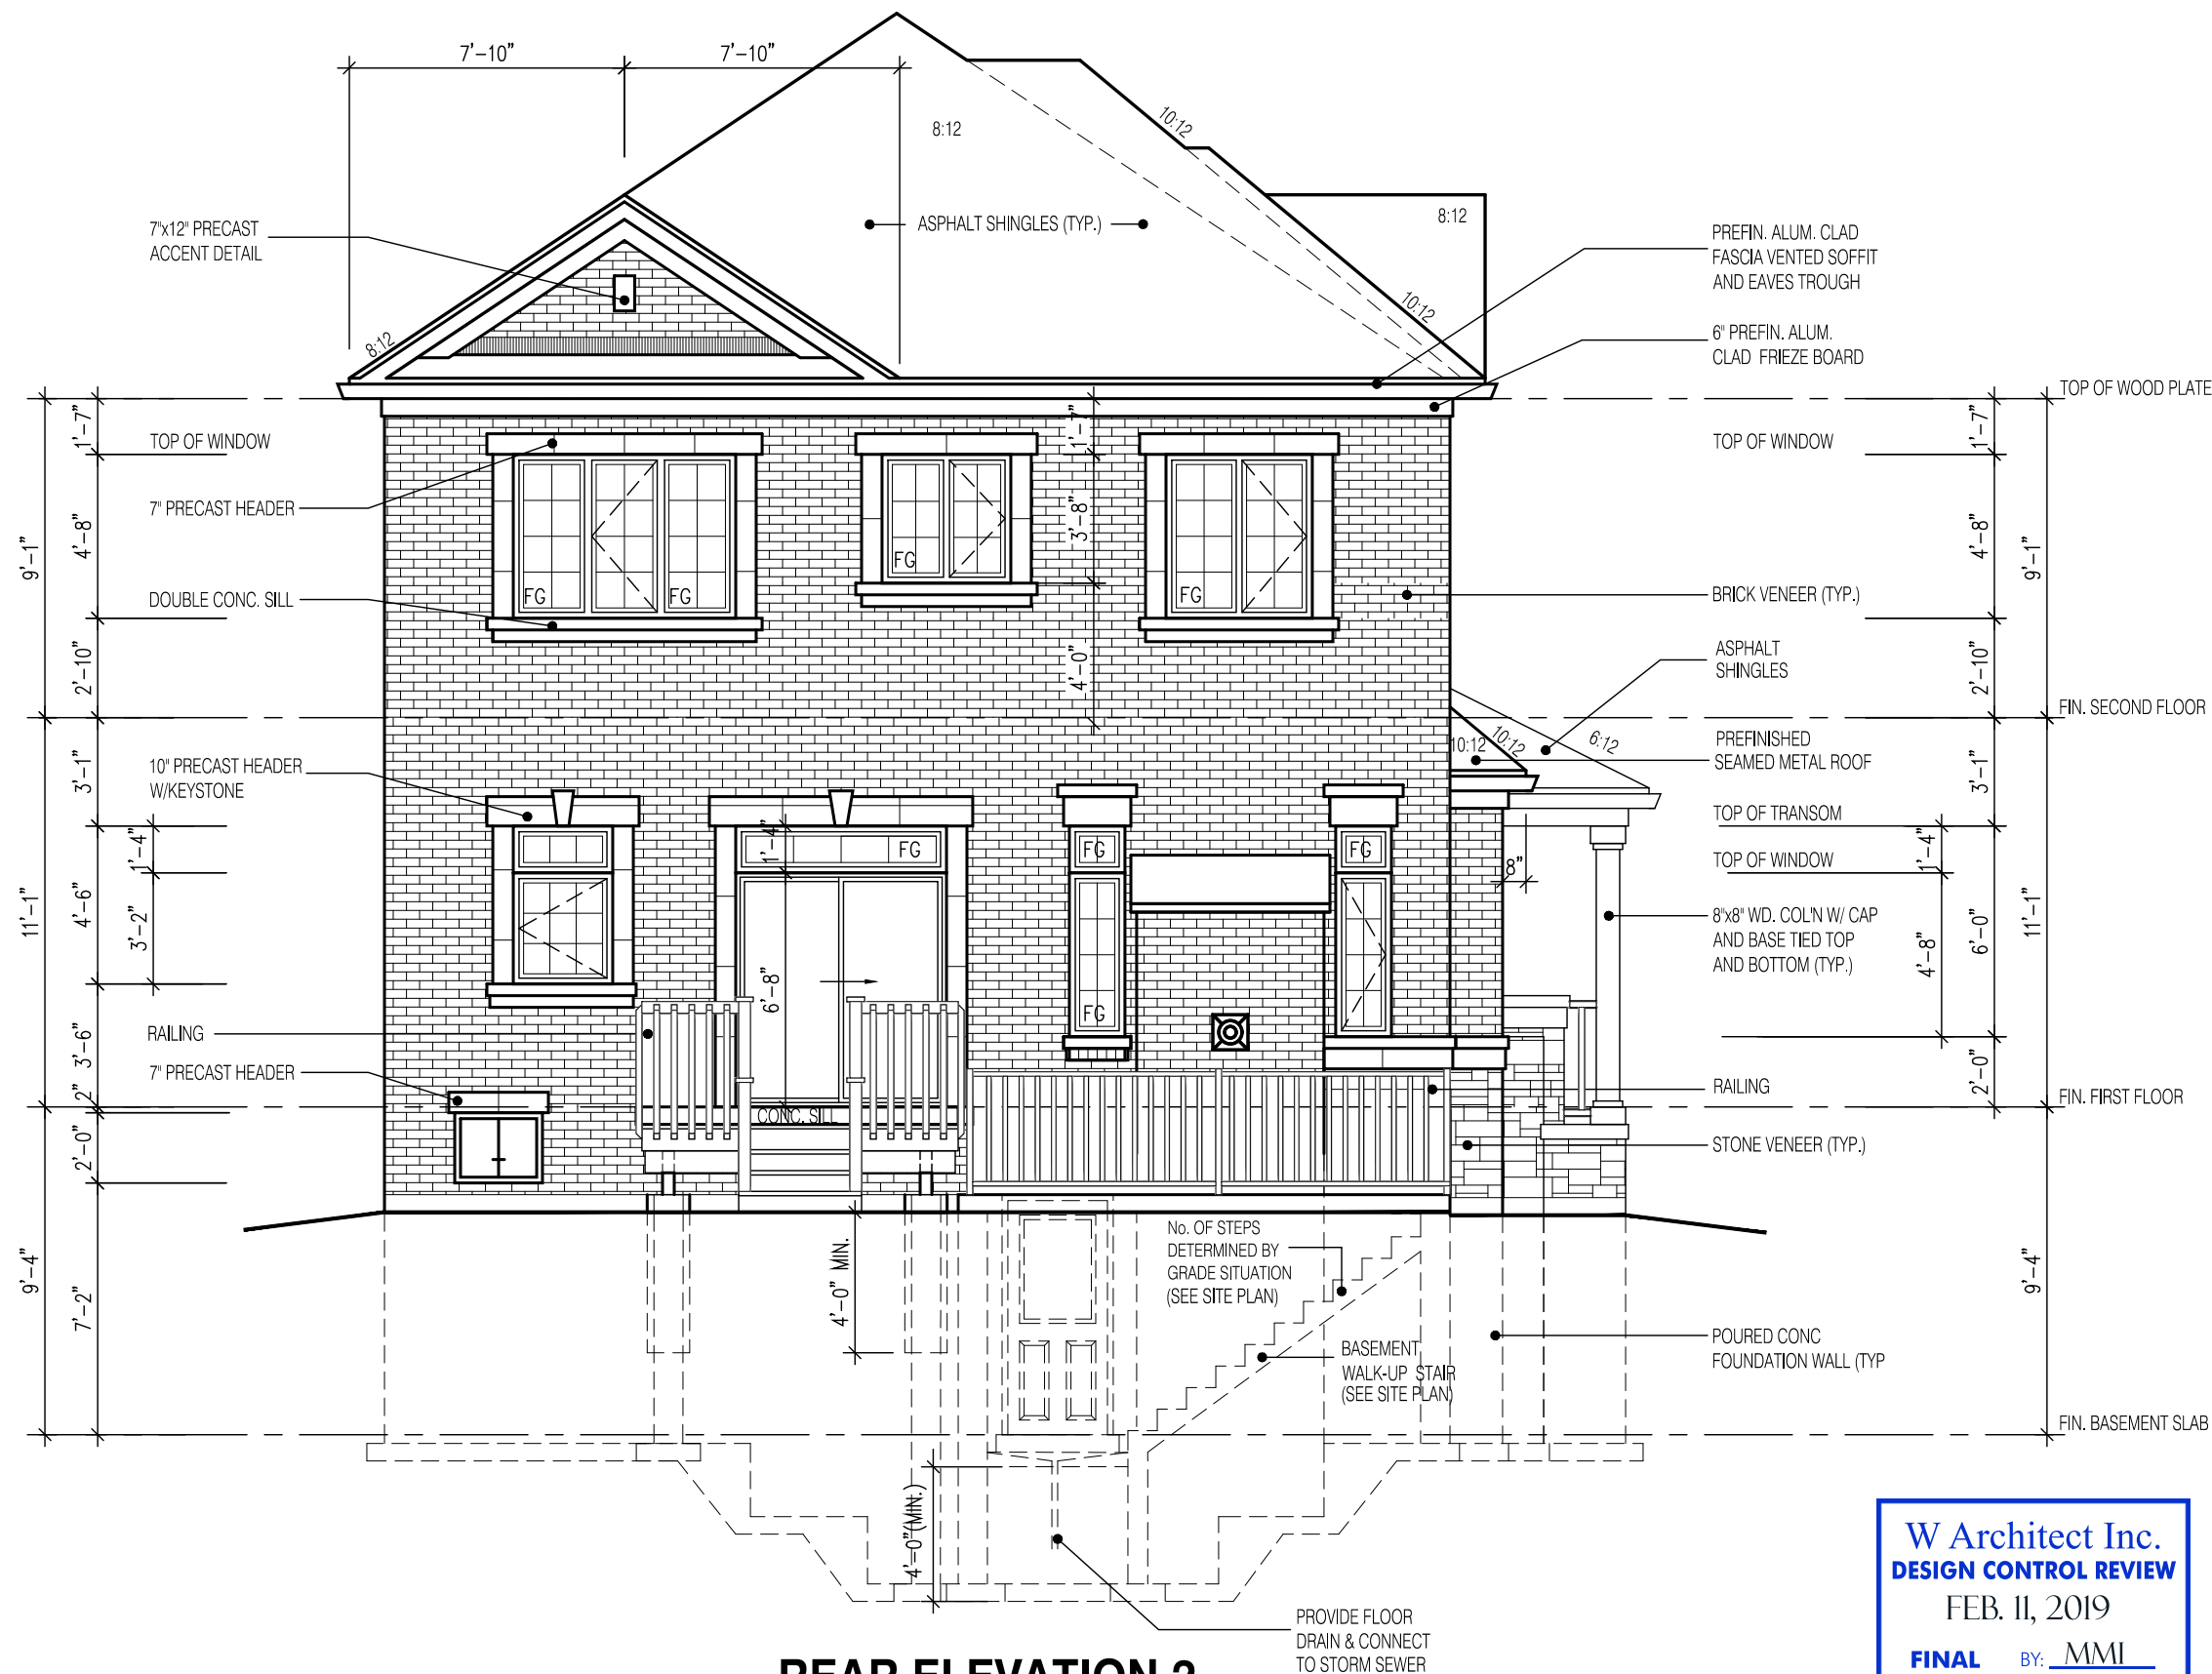 7'-10"
7'-10"
8:12
10:12
8:12
ASPHALT SHINGLES (TYP.)
10:12
8:12
7"x12" PRECAST
ACCENT DETAIL
PREFIN. ALUM. CLAD
FASCIA VENTED SOFFIT
AND EAVES TROUGH
6" PREFIN. ALUM.
CLAD FRIEZE BOARD
TOP OF WOOD PLATE
TOP OF WINDOW
7" PRECAST HEADER
DOUBLE CONC. SILL
9'-1"
1'-7"
4'-8"
2'-10"
FG
FG
FG
FG
1'-7"
3'-8"
4'-0"
TOP OF WINDOW
BRICK VENEER (TYP.)
1'-7"
4'-8"
2'-10"
9'-1"
ASPHALT
SHINGLES
FIN. SECOND FLOOR
PREFINISHED
SEAMED METAL ROOF
10:12
10:12
6:12
10" PRECAST HEADER
W/KEYSTONE
11'-1"
3'-1"
1'-4"
4'-6"
3'-2"
3'-6"
2"
2'-0"
RAILING
7" PRECAST HEADER
1'-4"
FG
6'-8"
FG
FG
FG
8"
CONC. SILL
TOP OF TRANSOM
TOP OF WINDOW
3'-1"
1'-4"
4'-8"
6'-0"
2'-0"
11'-1"
8"x8" WD. COL'N W/ CAP
AND BASE TIED TOP
AND BOTTOM (TYP.)
RAILING
FIN. FIRST FLOOR
STONE VENEER (TYP.)
9'-4"
7'-2"
4'-0" MIN.
No. OF STEPS
DETERMINED BY
GRADE SITUATION
(SEE SITE PLAN)
BASEMENT
WALK-UP STAIR
(SEE SITE PLAN)
9'-4"
POURED CONC
FOUNDATION WALL (TYP
FIN. BASEMENT SLAB
4'-0"(MIN.)
PROVIDE FLOOR
DRAIN & CONNECT
TO STORM SEWER
REAR ELEVATION 2
W Architect Inc.
DESIGN CONTROL REVIEW
FEB. 11, 2019
FINAL BY: MMI